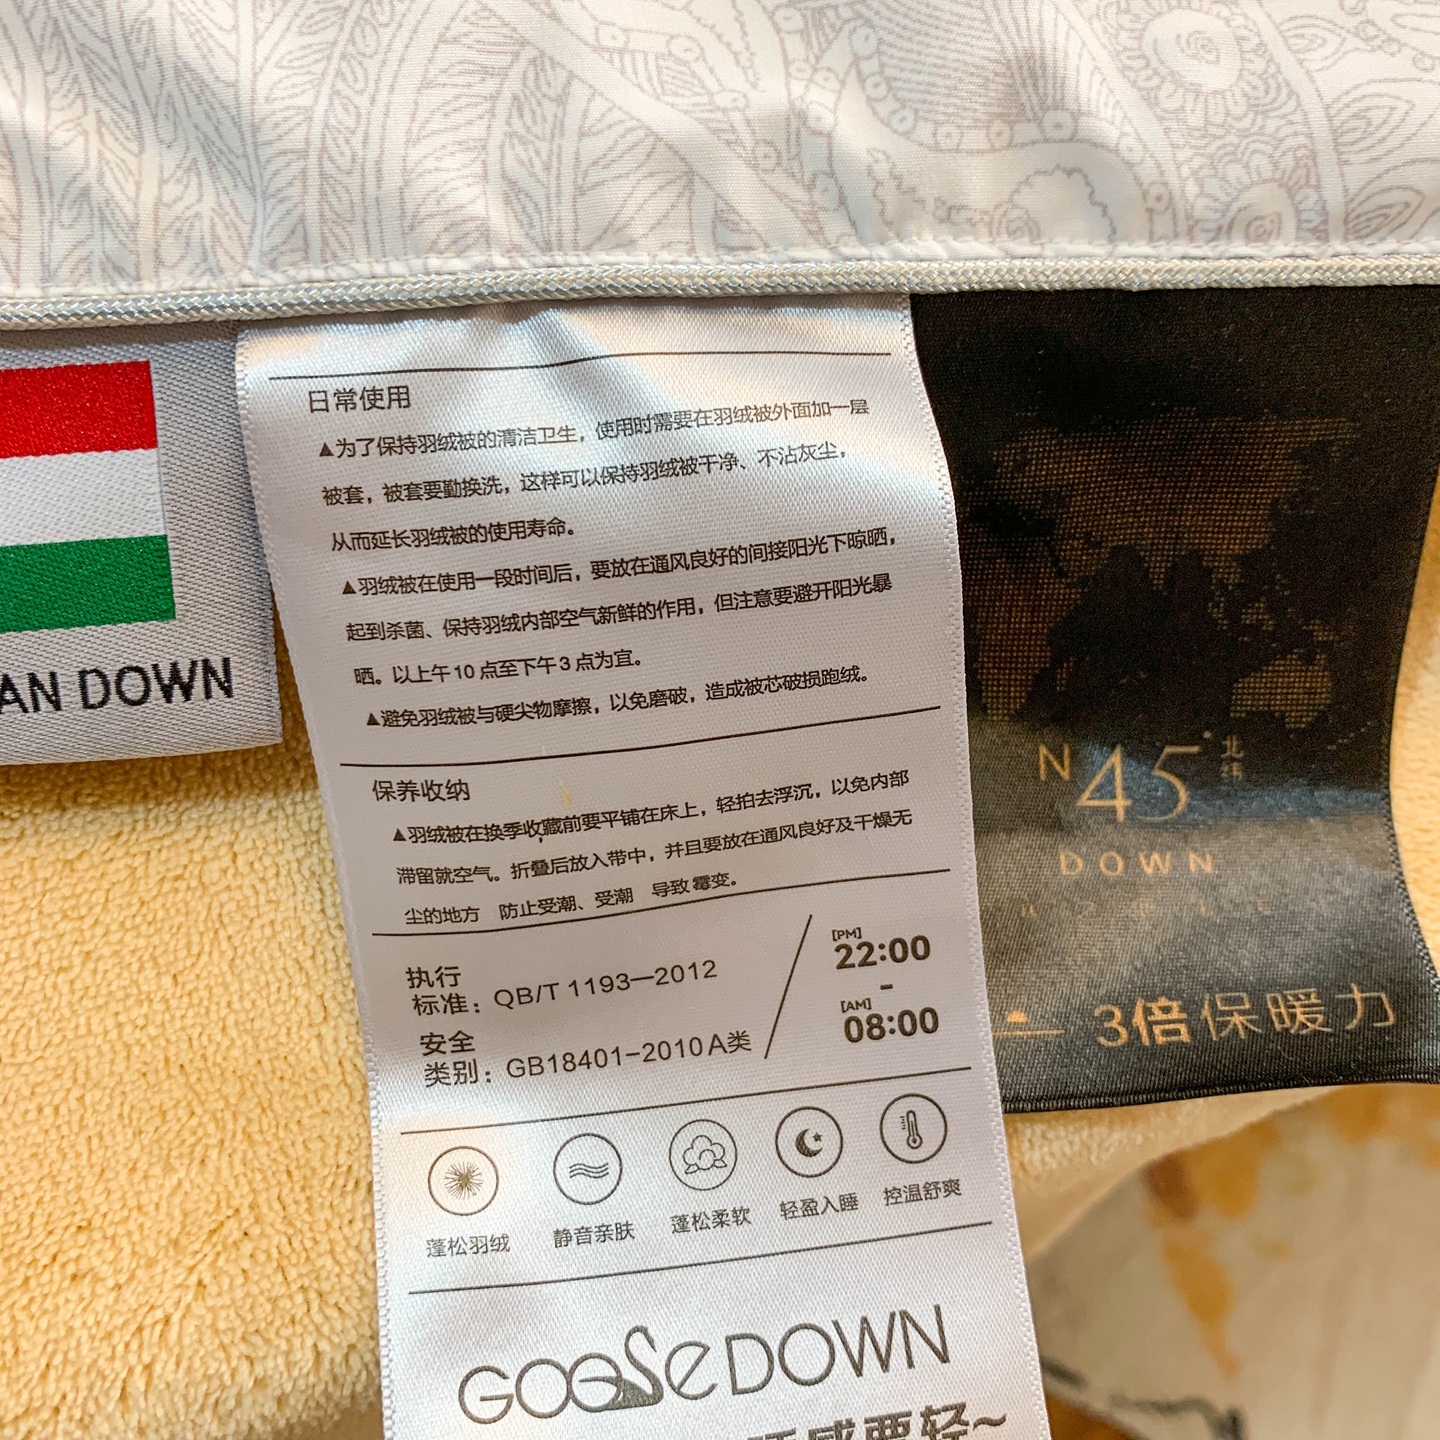 AN DOWN
日常使用
▲为了保持羽绒被的清洁卫生，使用时需要在羽绒被外面加一层
被套，被套要勤换洗，这样可以保持羽绒被干净、不沾灰尘，
从而延长羽绒被的使用寿命。
▲羽绒被在使用一段时间后，要放在通风良好的间接阳光下晾晒，
起到杀菌、保持羽绒内部空气新鲜的作用，但注意要避开阳光暴
晒。以上午10点至下午3点为宜。
▲避免羽绒被与硬尖物摩擦，以免磨破，造成被芯破损跑绒。
保养收纳
▲羽绒被在换季收藏前要平铺在床上，轻拍去浮沉，以免内部
滞留就空气。折叠后放入带中，并且要放在通风良好及干燥无
尘的地方 防止受潮、受潮 导致霉变。
执行
标准：QB/T 1193—2012
安全
类别：GB18401-2010 A类
[PM]
22:00
-
[AM]
08:00
蓬松羽绒 静音亲肤 蓬松柔软 轻盈入睡 控温舒爽
GOOSE DOWN
感要轻~
N45°北纬
DOWN
3倍保暖力